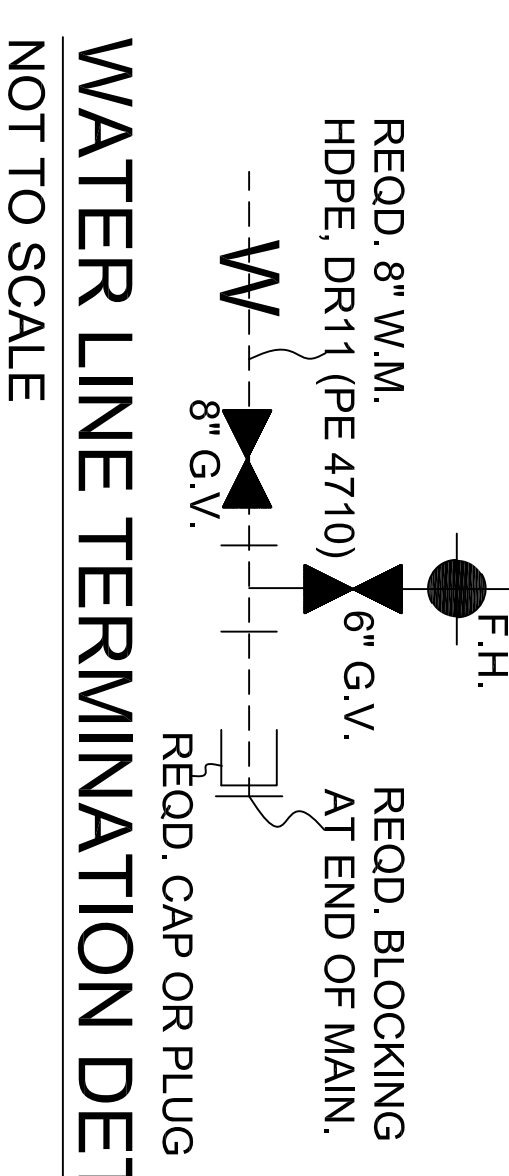 F.H.
REQD. 8" W.M.
HDPE, DR11 (PE 4710)
6" G.V.
REQD. BLOCKING
AT END OF MAIN.
W
8" G.V.
REQD. CAP OR PLUG
WATER LINE TERMINATION DET
NOT TO SCALE